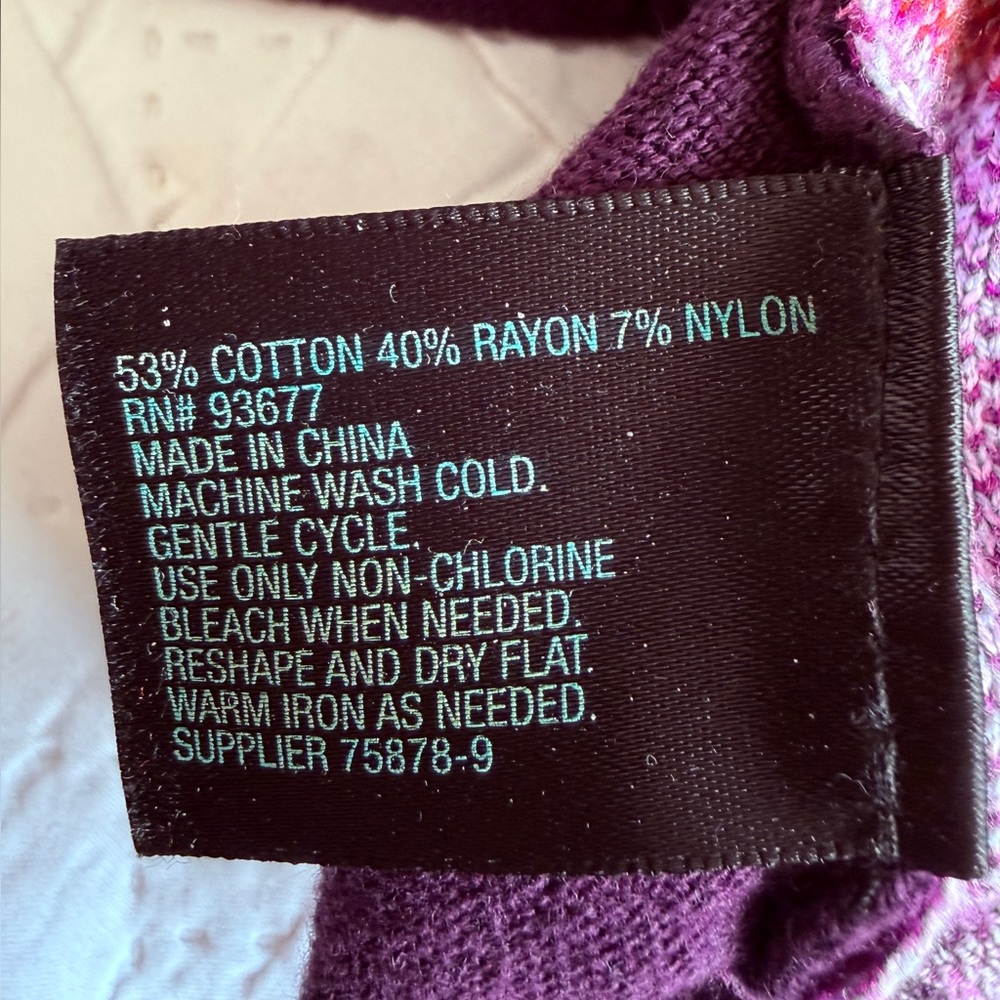 53% COTTON 40% RAYON 7% NYLON
RN# 93677
MADE IN CHINA
MACHINE WASH COLD.
GENTLE CYCLE.
USE ONLY NON-CHLORINE
BLEACH WHEN NEEDED.
RESHAPE AND DRY FLAT.
WARM IRON AS NEEDED.
SUPPLIER 75878-9